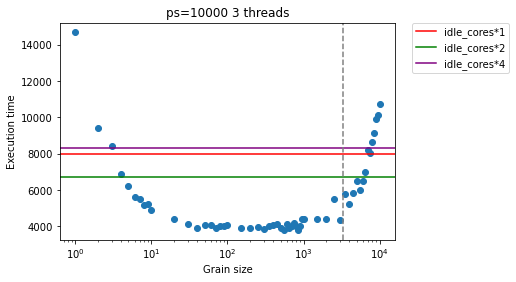 ps=10000 3 threads
idle_cores*1
idle_cores*2
idle_cores*4
Execution time
14000
12000
10000
8000
6000
4000
10⁰
10¹
10²
10³
10⁴
Grain size